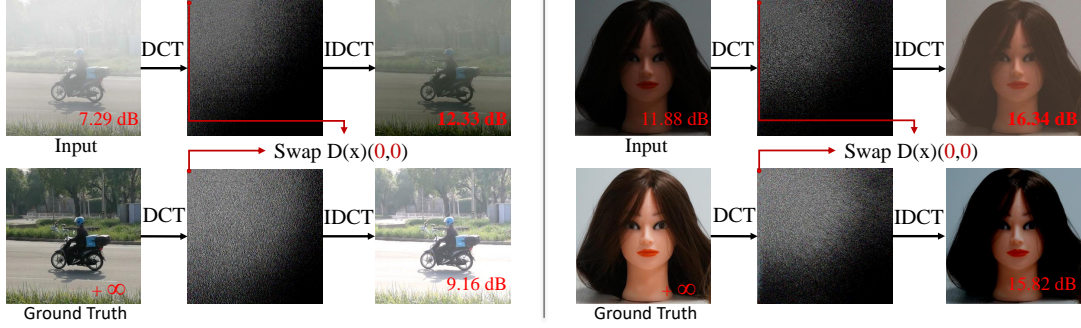 DCT IDCT
7.29 dB 12.33 dB
Input
Swap D(x)(0,0)
DCT IDCT
+ ∞ 9.16 dB
Ground Truth
DCT IDCT
11.88 dB 16.34 dB
Input
Swap D(x)(0,0)
DCT IDCT
+ ∞ 15.82 dB
Ground Truth